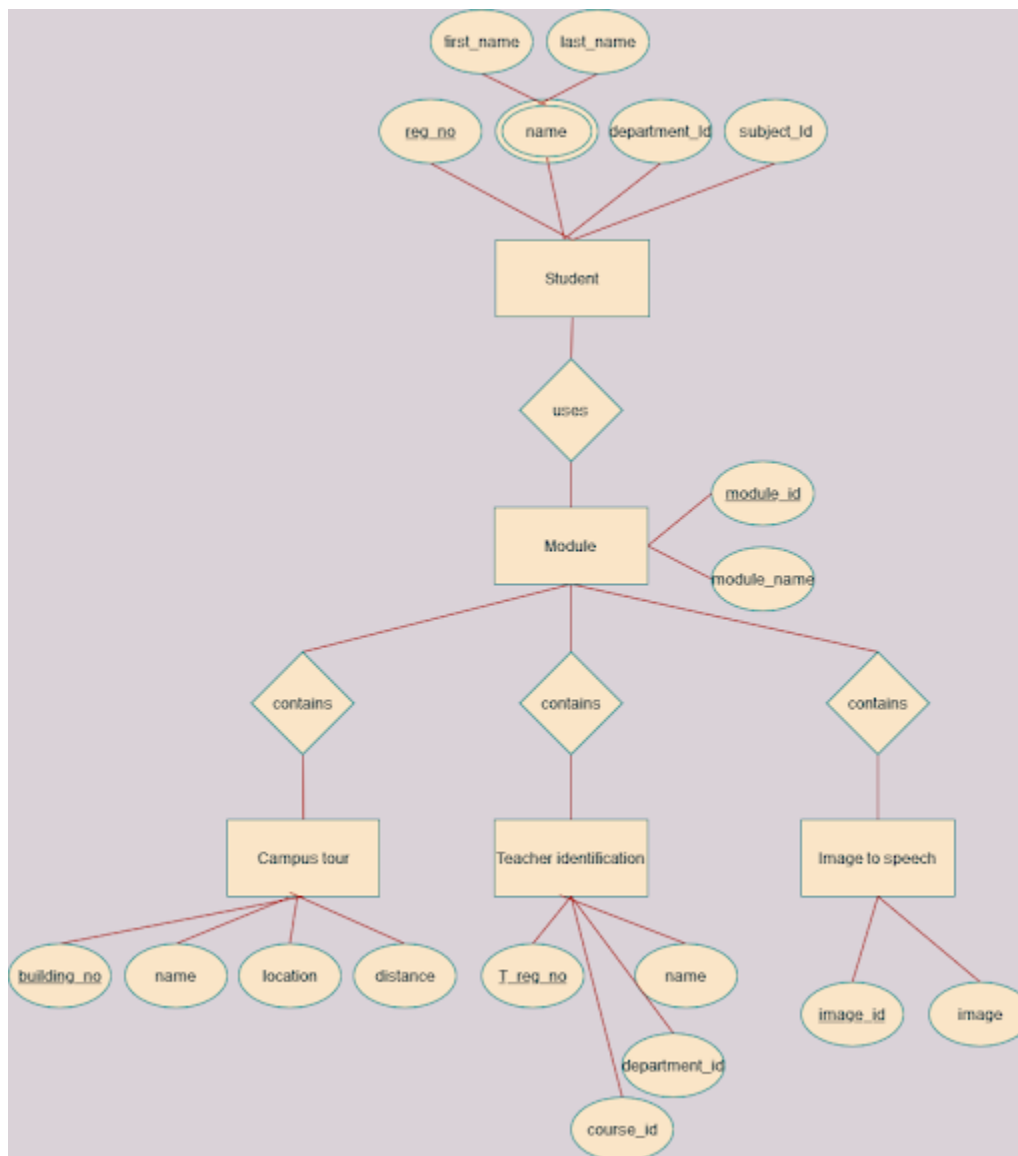 first_name
last_name
reg_no
name
department_Id
subject_Id
Student
uses
module_id
Module
module_name
contains
contains
contains
Campus tour
Teacher identification
Image to speech
building_no
name
location
distance
T_reg_no
name
image_id
image
department_id
course_id